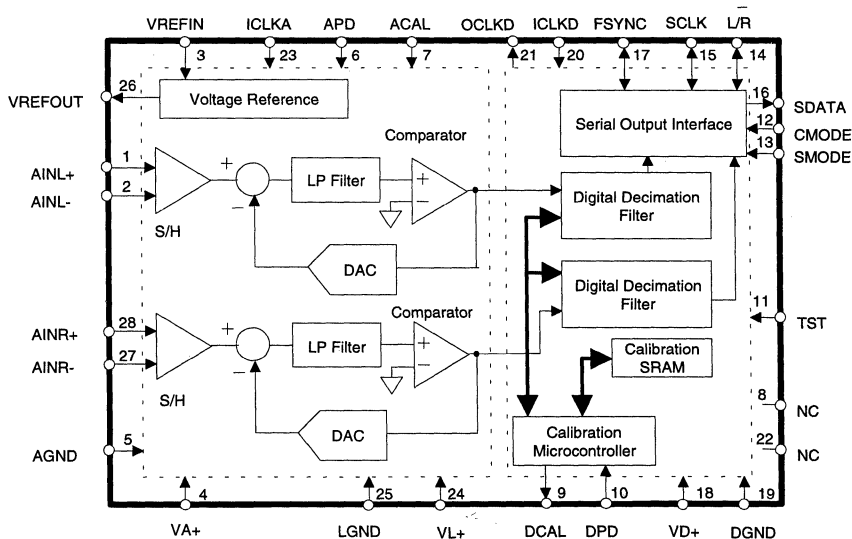 VREFIN ICLKA APD ACAL OCLKD ICLKD FSYNC SCLK L/R̅
3 23 6 7 21 20 17 15 14
VREFOUT 26 Voltage Reference
Serial Output Interface
16 SDATA
12 CMODE
13 SMODE
Comparator
AINL+ 1 + LP Filter +
AINL- 2 − −
S/H
Digital Decimation
Filter
DAC
Digital Decimation
Filter
11 TST
Comparator
AINR+ 28 + LP Filter +
AINR- 27 − −
S/H
Calibration
SRAM
8 NC
DAC
Calibration
Microcontroller
22 NC
AGND 5
4 25 24 9 10 18 19
VA+ LGND VL+ DCAL DPD VD+ DGND